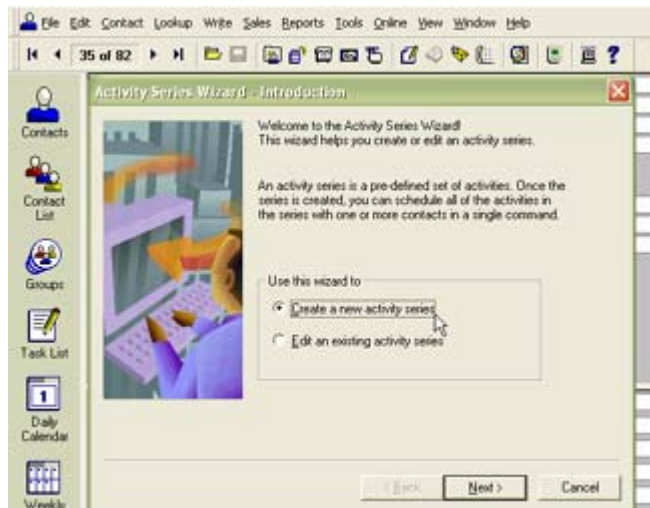 File Edit Contact Lookup Write Sales Reports Tools Online View Window Help
35 of 82
Activity Series Wizard - Introduction
Contacts
Contact
List
Groups
Task List
1
Daily
Calendar
Weekly
Welcome to the Activity Series Wizard!
This wizard helps you create or edit an activity series.
An activity series is a pre-defined set of activities. Once the
series is created, you can schedule all of the activities in
the series with one or more contacts in a single command.
Use this wizard to
Create a new activity series
Edit an existing activity series
< Back Next > Cancel